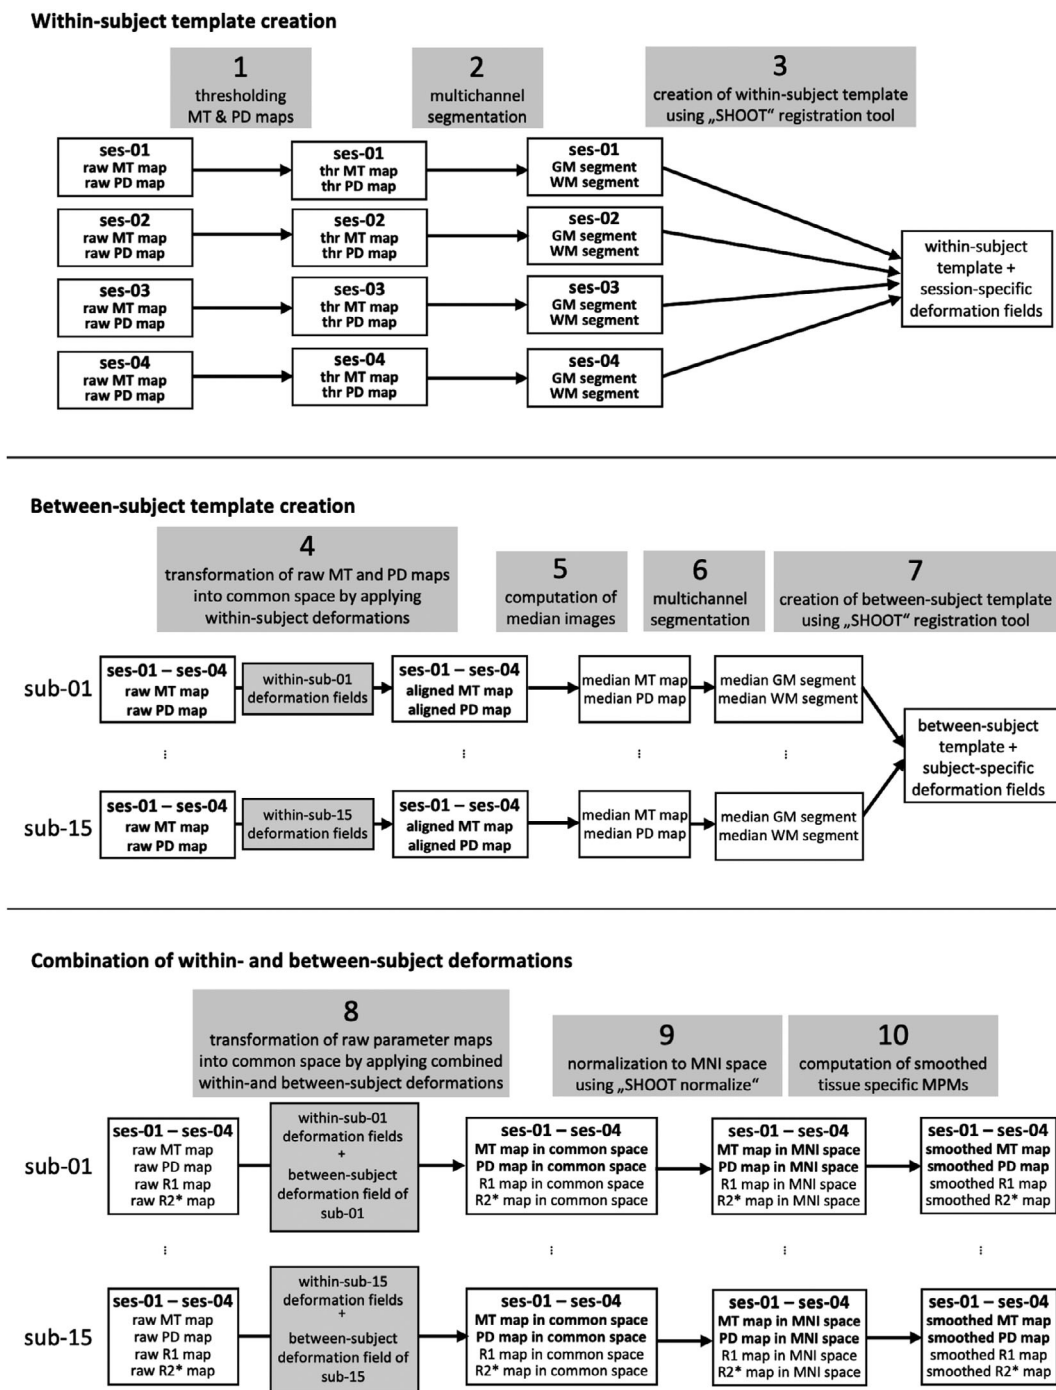 Within-subject template creation
1
thresholding
MT & PD maps
2
multichannel
segmentation
3
creation of within-subject template
using „SHOOT“ registration tool
ses-01
raw MT map
raw PD map
ses-01
thr MT map
thr PD map
ses-01
GM segment
WM segment
ses-02
raw MT map
raw PD map
ses-02
thr MT map
thr PD map
ses-02
GM segment
WM segment
ses-03
raw MT map
raw PD map
ses-03
thr MT map
thr PD map
ses-03
GM segment
WM segment
ses-04
raw MT map
raw PD map
ses-04
thr MT map
thr PD map
ses-04
GM segment
WM segment
within-subject
template +
session-specific
deformation fields
Between-subject template creation
4
transformation of raw MT and PD maps
into common space by applying
within-subject deformations
5
computation of
median images
6
multichannel
segmentation
7
creation of between-subject template
using „SHOOT“ registration tool
sub-01
ses-01 – ses-04
raw MT map
raw PD map
within-sub-01
deformation fields
ses-01 – ses-04
aligned MT map
aligned PD map
median MT map
median PD map
median GM segment
median WM segment
⋮
⋮
⋮
⋮
sub-15
ses-01 – ses-04
raw MT map
raw PD map
within-sub-15
deformation fields
ses-01 – ses-04
aligned MT map
aligned PD map
median MT map
median PD map
median GM segment
median WM segment
between-subject
template +
subject-specific
deformation fields
Combination of within- and between-subject deformations
8
transformation of raw parameter maps
into common space by applying combined
within-and between-subject deformations
9
normalization to MNI space
using „SHOOT normalize“
10
computation of smoothed
tissue specific MPMs
sub-01
ses-01 – ses-04
raw MT map
raw PD map
raw R1 map
raw R2* map
within-sub-01
deformation fields
+
between-subject
deformation field of
sub-01
ses-01 – ses-04
MT map in common space
PD map in common space
R1 map in common space
R2* map in common space
ses-01 – ses-04
MT map in MNI space
PD map in MNI space
R1 map in MNI space
R2* map in MNI space
ses-01 – ses-04
smoothed MT map
smoothed PD map
smoothed R1 map
smoothed R2* map
⋮
⋮
⋮
⋮
sub-15
ses-01 – ses-04
raw MT map
raw PD map
raw R1 map
raw R2* map
within-sub-15
deformation fields
+
between-subject
deformation field of
sub-15
ses-01 – ses-04
MT map in common space
PD map in common space
R1 map in common space
R2* map in common space
ses-01 – ses-04
MT map in MNI space
PD map in MNI space
R1 map in MNI space
R2* map in MNI space
ses-01 – ses-04
smoothed MT map
smoothed PD map
smoothed R1 map
smoothed R2* map